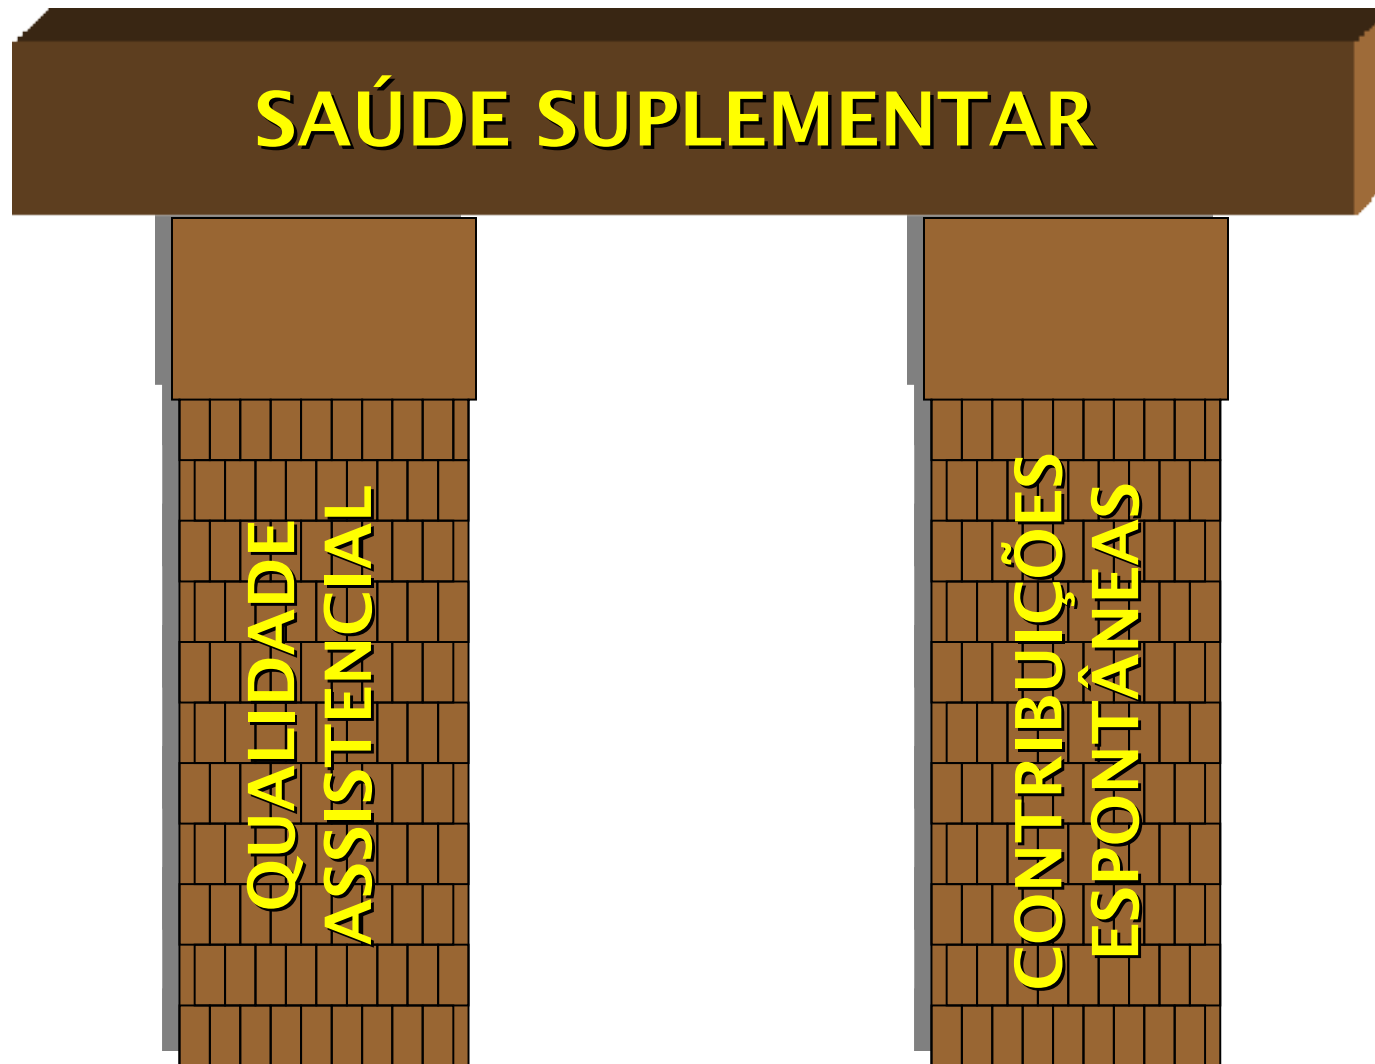 SAÚDE SUPLEMENTAR
QUALIDADE
ASSISTENCIAL
CONTRIBUIÇÕES
ESPONTÂNEAS